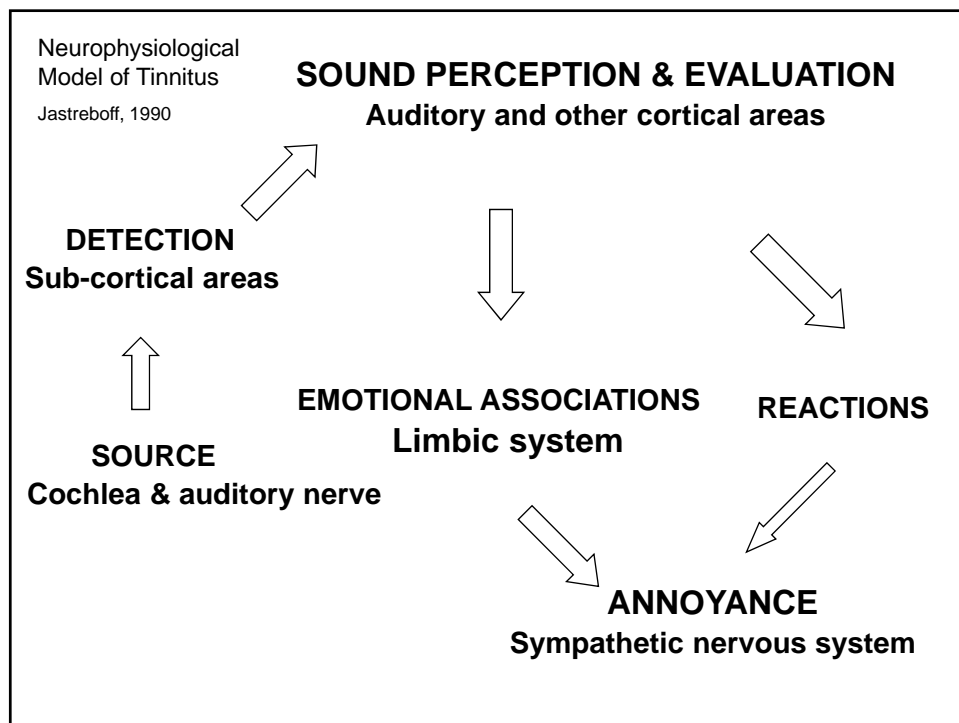 Neurophysiological
Model of Tinnitus
Jastreboff, 1990
SOUND PERCEPTION & EVALUATION
Auditory and other cortical areas
DETECTION
Sub-cortical areas
SOURCE
Cochlea & auditory nerve
EMOTIONAL ASSOCIATIONS
Limbic system
REACTIONS
ANNOYANCE
Sympathetic nervous system